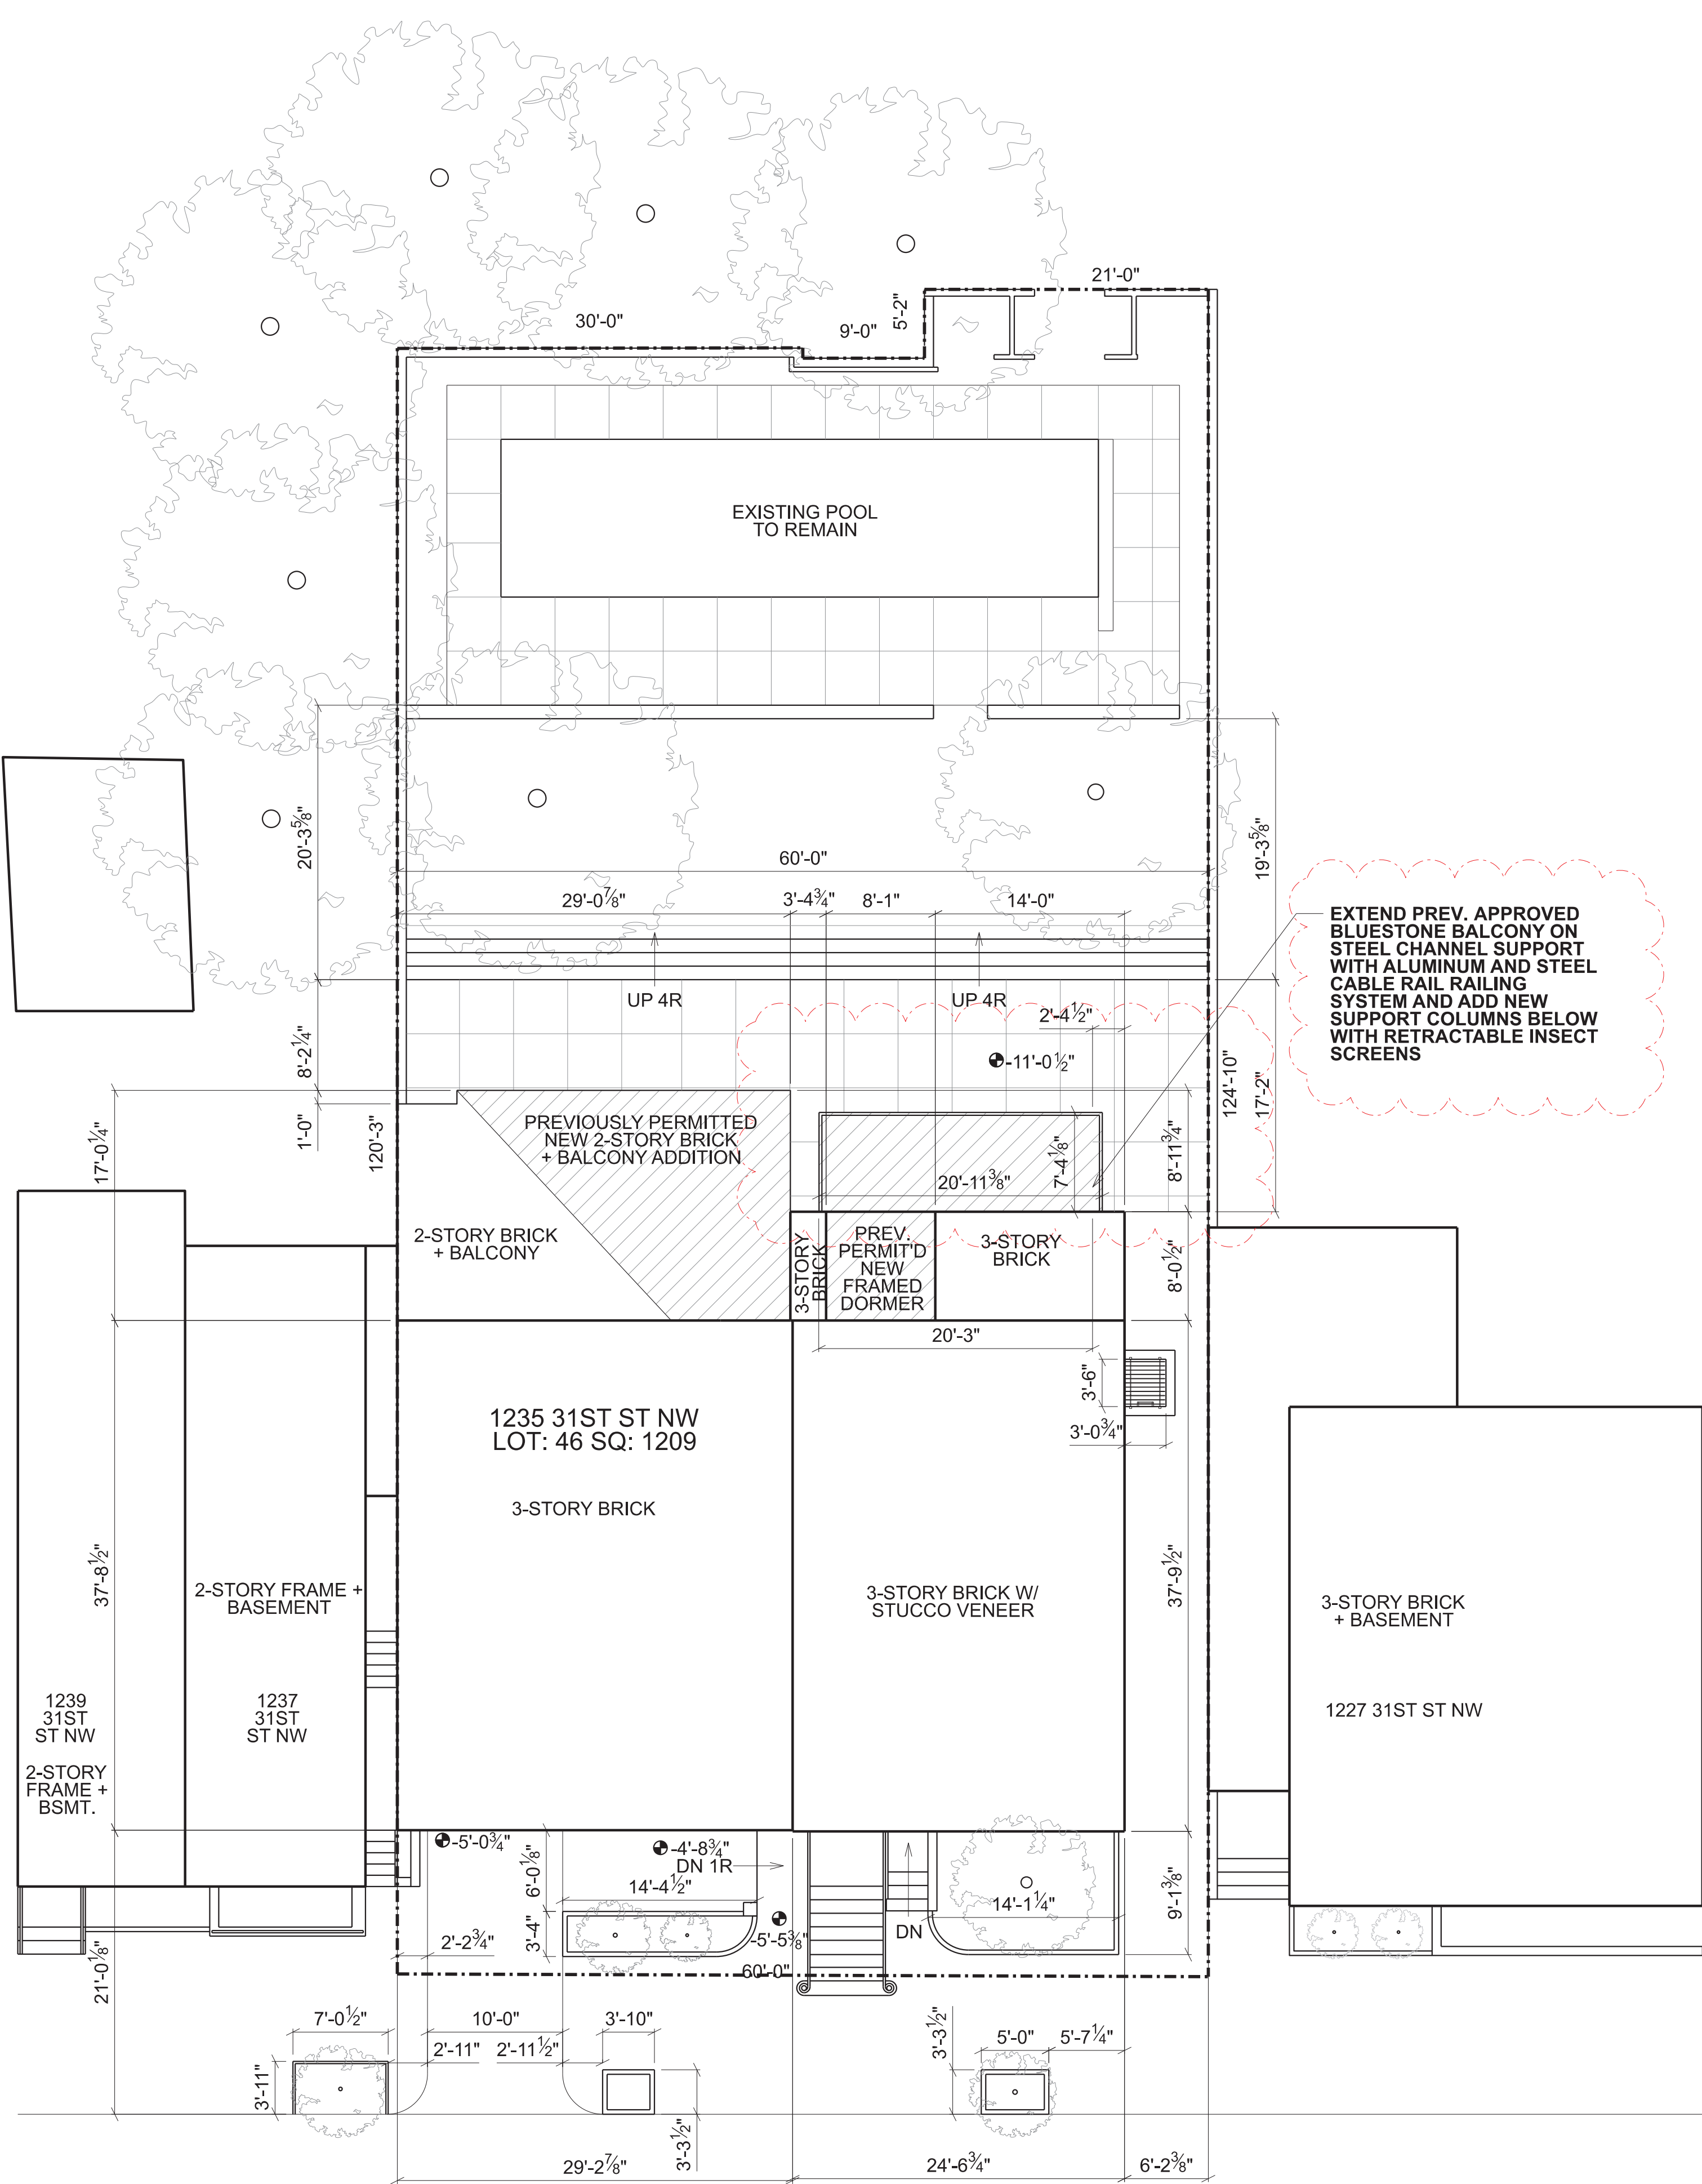 21'-0"
5'-2"
30'-0"
9'-0"
EXISTING POOL
TO REMAIN
20'-3⅝"
19'-3⅝"
60'-0"
29'-0⅞"
3'-4¾"
8'-1"
14'-0"
EXTEND PREV. APPROVED
BLUESTONE BALCONY ON
STEEL CHANNEL SUPPORT
WITH ALUMINUM AND STEEL
CABLE RAIL RAILING
SYSTEM AND ADD NEW
SUPPORT COLUMNS BELOW
WITH RETRACTABLE INSECT
SCREENS
UP 4R
UP 4R
2'-4½"
-11'-0½"
8'-2¼"
124'-10"
17'-2"
1'-0"
17'-0¼"
120'-3"
PREVIOUSLY PERMITTED
NEW 2-STORY BRICK
+ BALCONY ADDITION
7'-4⅛"
8'-11¾"
20'-11⅜"
2-STORY BRICK
+ BALCONY
3-STORY
BRICK
PREV.
PERMIT'D
NEW
FRAMED
DORMER
3-STORY
BRICK
8'-0½"
20'-3"
3'-6"
3'-0¾"
1235 31ST ST NW
LOT: 46 SQ: 1209
3-STORY BRICK
37'-8½"
37'-9½"
2-STORY FRAME +
BASEMENT
3-STORY BRICK W/
STUCCO VENEER
3-STORY BRICK
+ BASEMENT
1239
31ST
ST NW
1237
31ST
ST NW
1227 31ST ST NW
2-STORY
FRAME +
BSMT.
-5'-0¾"
-4'-8¾"
DN 1R
6'-0⅛"
14'-4½"
14'-1¼"
9'-1⅜"
3'-4"
2'-2¾"
-5'-5⅜"
DN
60'-0"
21'-0⅛"
7'-0½"
10'-0"
3'-10"
3'-3½"
5'-0"
5'-7¼"
2'-11"
2'-11½"
3'-11"
3'-3½"
29'-2⅞"
24'-6¾"
6'-2⅜"